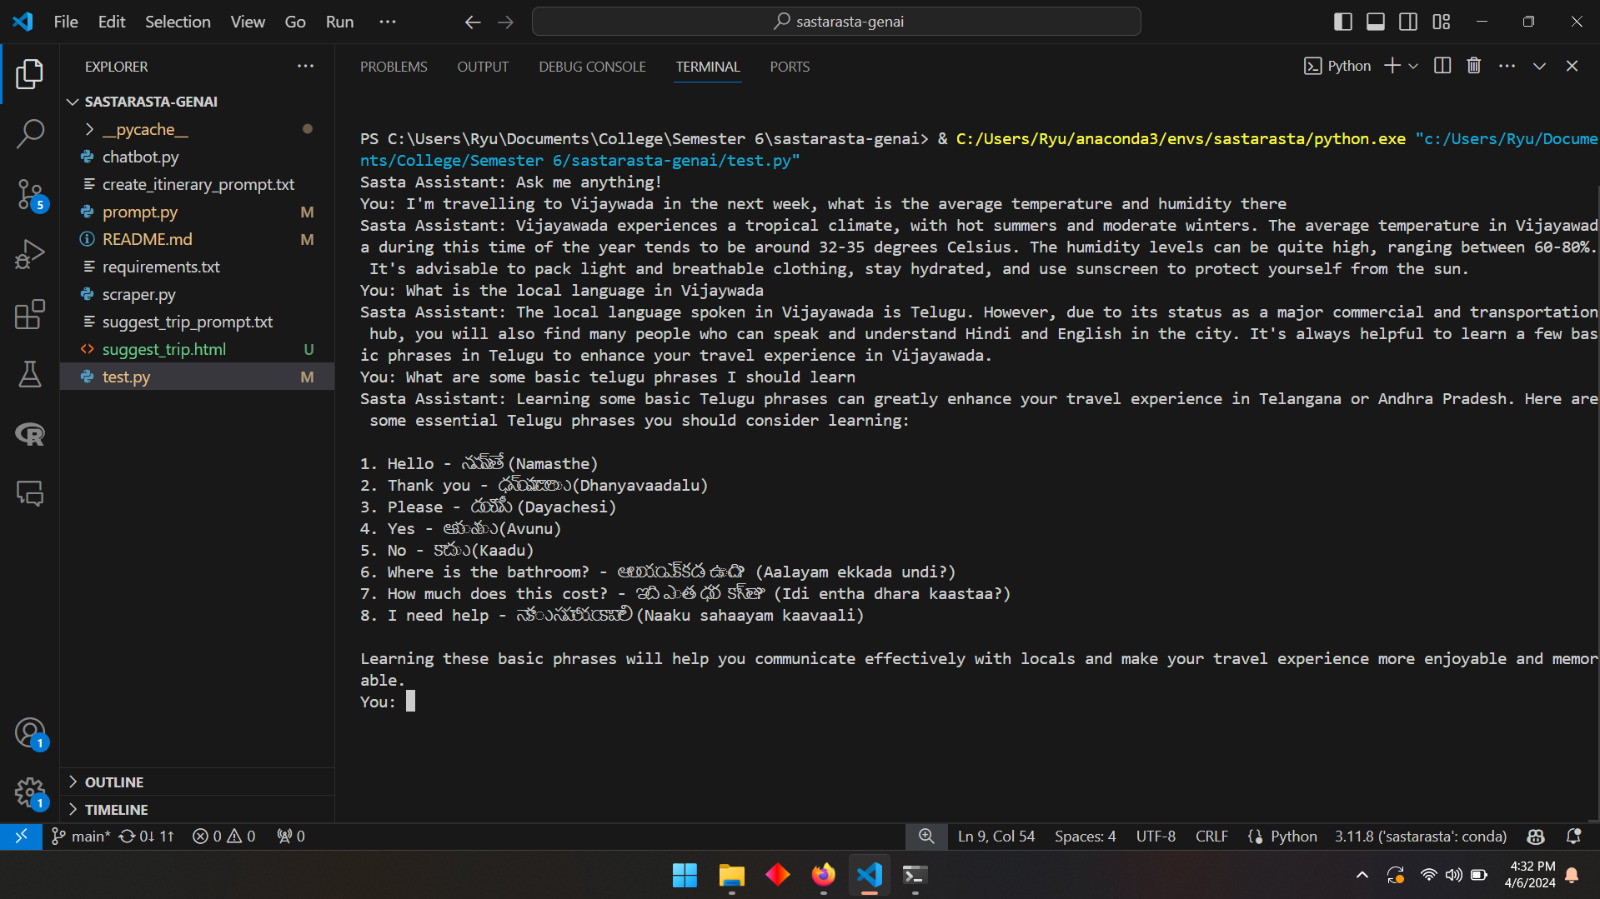 File Edit Selection View Go Run ···
sastarasta-genai
EXPLORER
SASTARASTA-GENAI
__pycache__
chatbot.py
create_itinerary_prompt.txt
prompt.py M
README.md M
requirements.txt
scraper.py
suggest_trip_prompt.txt
suggest_trip.html U
test.py M
OUTLINE
TIMELINE
5
1
1
PROBLEMS OUTPUT DEBUG CONSOLE TERMINAL PORTS
Python
PS C:\Users\Ryu\Documents\College\Semester 6\sastarasta-genai> & C:/Users/Ryu/anaconda3/envs/sastarasta/python.exe "c:/Users/Ryu/Docume
nts/College/Semester 6/sastarasta-genai/test.py"
Sasta Assistant: Ask me anything!
You: I'm travelling to Vijaywada in the next week, what is the average temperature and humidity there
Sasta Assistant: Vijayawada experiences a tropical climate, with hot summers and moderate winters. The average temperature in Vijayawad
a during this time of the year tends to be around 32-35 degrees Celsius. The humidity levels can be quite high, ranging between 60-80%.
It's advisable to pack light and breathable clothing, stay hydrated, and use sunscreen to protect yourself from the sun.
You: What is the local language in Vijaywada
Sasta Assistant: The local language spoken in Vijayawada is Telugu. However, due to its status as a major commercial and transportation
hub, you will also find many people who can speak and understand Hindi and English in the city. It's always helpful to learn a few bas
ic phrases in Telugu to enhance your travel experience in Vijayawada.
You: What are some basic telugu phrases I should learn
Sasta Assistant: Learning some basic Telugu phrases can greatly enhance your travel experience in Telangana or Andhra Pradesh. Here are
some essential Telugu phrases you should consider learning:
1. Hello - నమస్తే (Namasthe)
2. Thank you - (Dhanyavaadalu)
3. Please - (Dayachesi)
4. Yes - (Avunu)
5. No - కాదు (Kaadu)
6. Where is the bathroom? - (Aalayam ekkada undi?)
7. How much does this cost? - (Idi entha dhara kaastaa?)
8. I need help - (Naaku sahaayam kaavaali)
Learning these basic phrases will help you communicate effectively with locals and make your travel experience more enjoyable and memor
able.
You:
main* 0↓ 1↑ 0 0 0
Ln 9, Col 54 Spaces: 4 UTF-8 CRLF Python 3.11.8 ('sastarasta': conda)
4:32 PM
4/6/2024